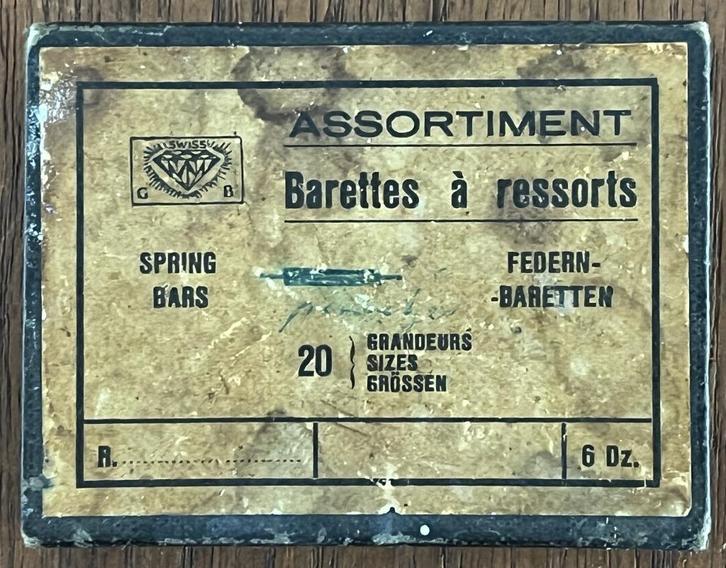 ASSORTIMENT
SWISS
G B
Barettes à ressorts
SPRING
BARS
FEDERN-
-BARETTEN
20
GRANDEURS
SIZES
GRÖSSEN
R.
6 Dz.